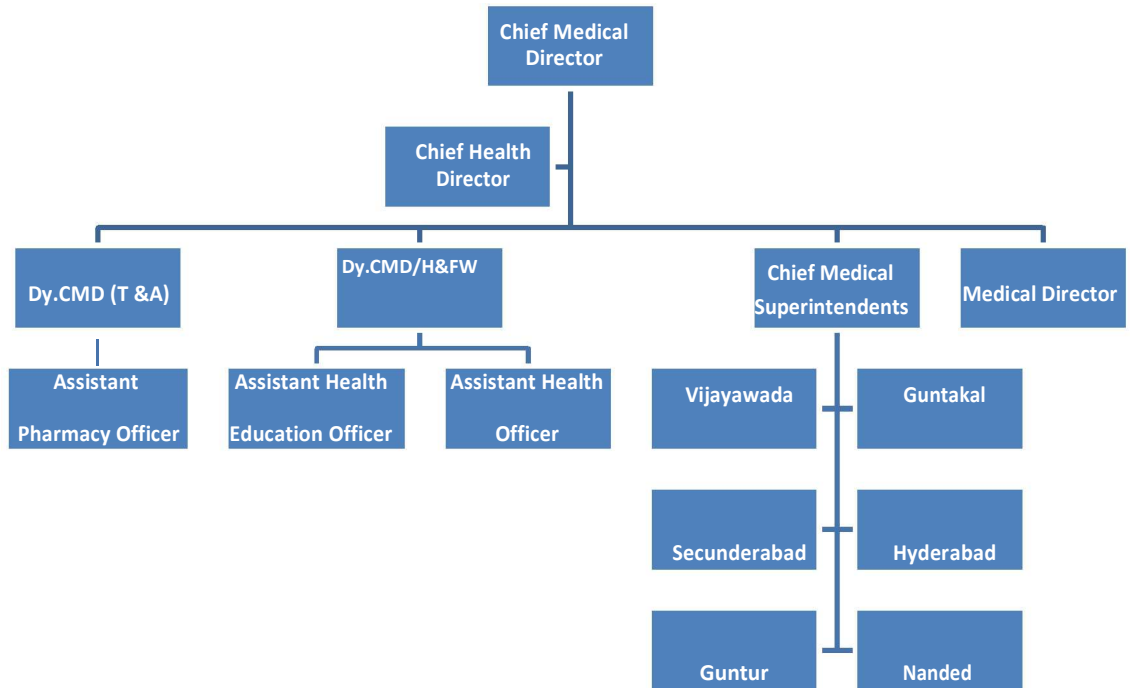 Chief Medical
Director
Chief Health
Director
Dy.CMD (T &A)
Dy.CMD/H&FW
Chief Medical
Superintendents
Medical Director
Assistant
Pharmacy Officer
Assistant Health
Education Officer
Assistant Health
Officer
Vijayawada
Guntakal
Secunderabad
Hyderabad
Guntur
Nanded